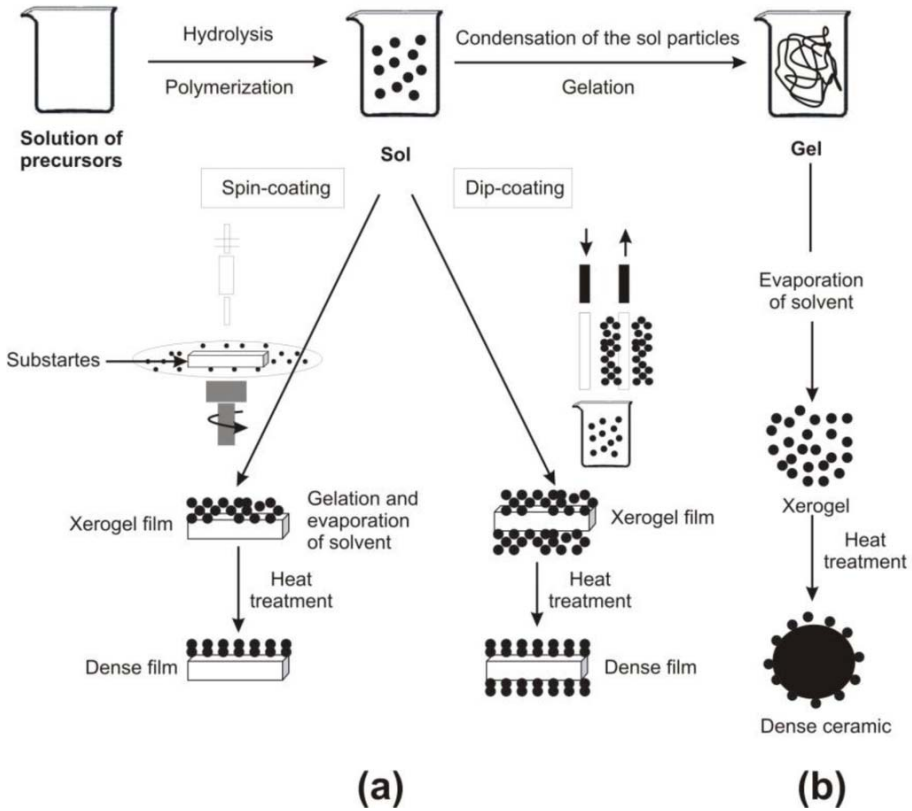 Hydrolysis
Polymerization
Condensation of the sol particles
Gelation
Solution of
precursors
Sol
Gel
Spin-coating
Dip-coating
Substartes
Evaporation
of solvent
Xerogel film
Gelation and
evaporation
of solvent
Xerogel film
Xerogel
Heat
treatment
Heat
treatment
Heat
treatment
Dense film
Dense film
Dense ceramic
(a)
(b)